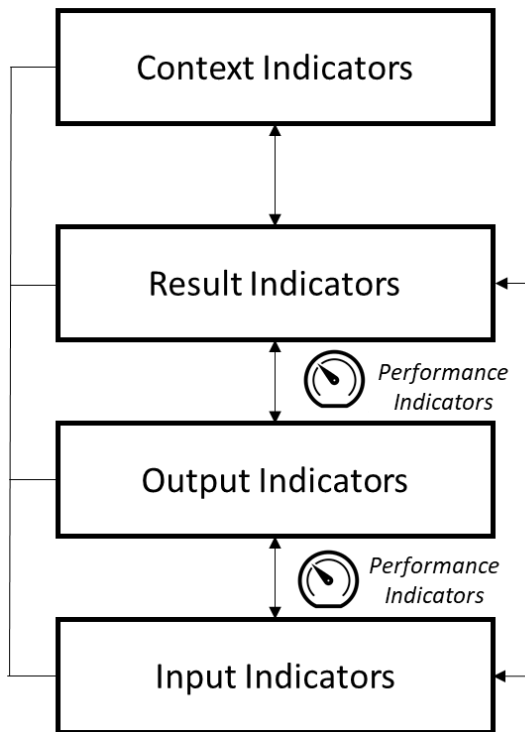 Context Indicators
Result Indicators
Performance
Indicators
Output Indicators
Performance
Indicators
Input Indicators